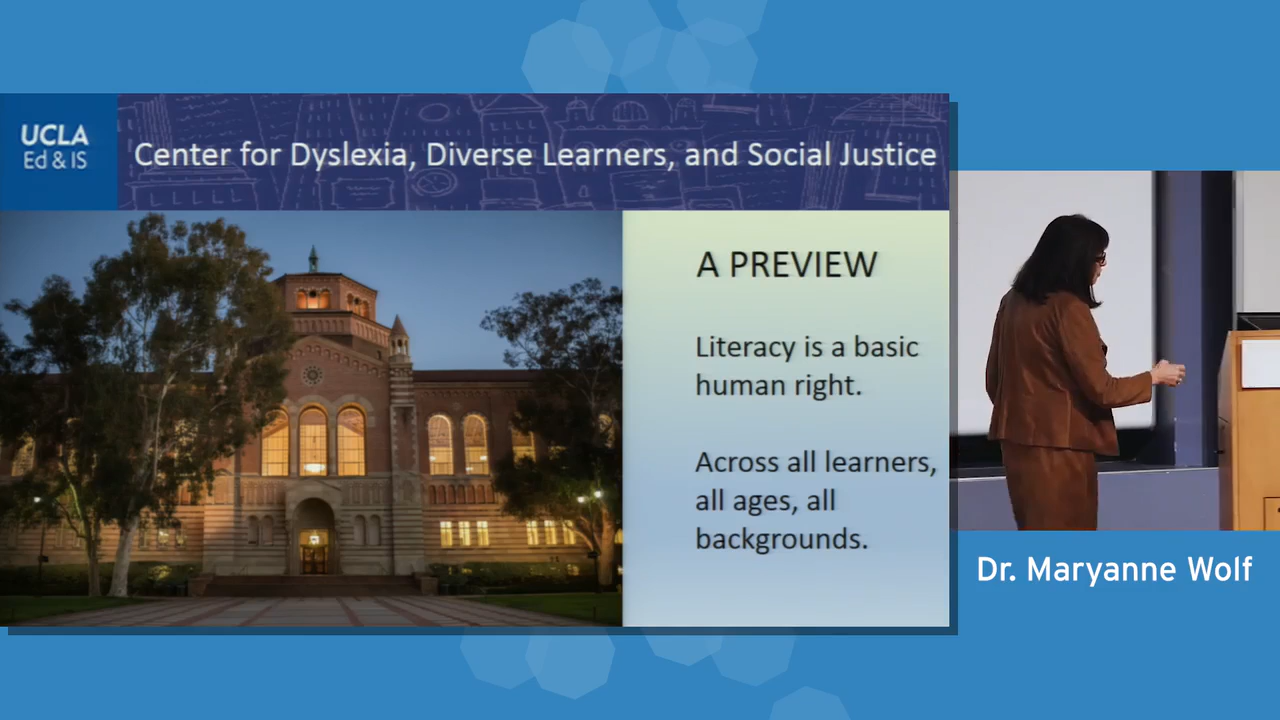 UCLA
Ed & IS
Center for Dyslexia, Diverse Learners, and Social Justice
A PREVIEW
Literacy is a basic
human right.
Across all learners,
all ages, all
backgrounds.
Dr. Maryanne Wolf